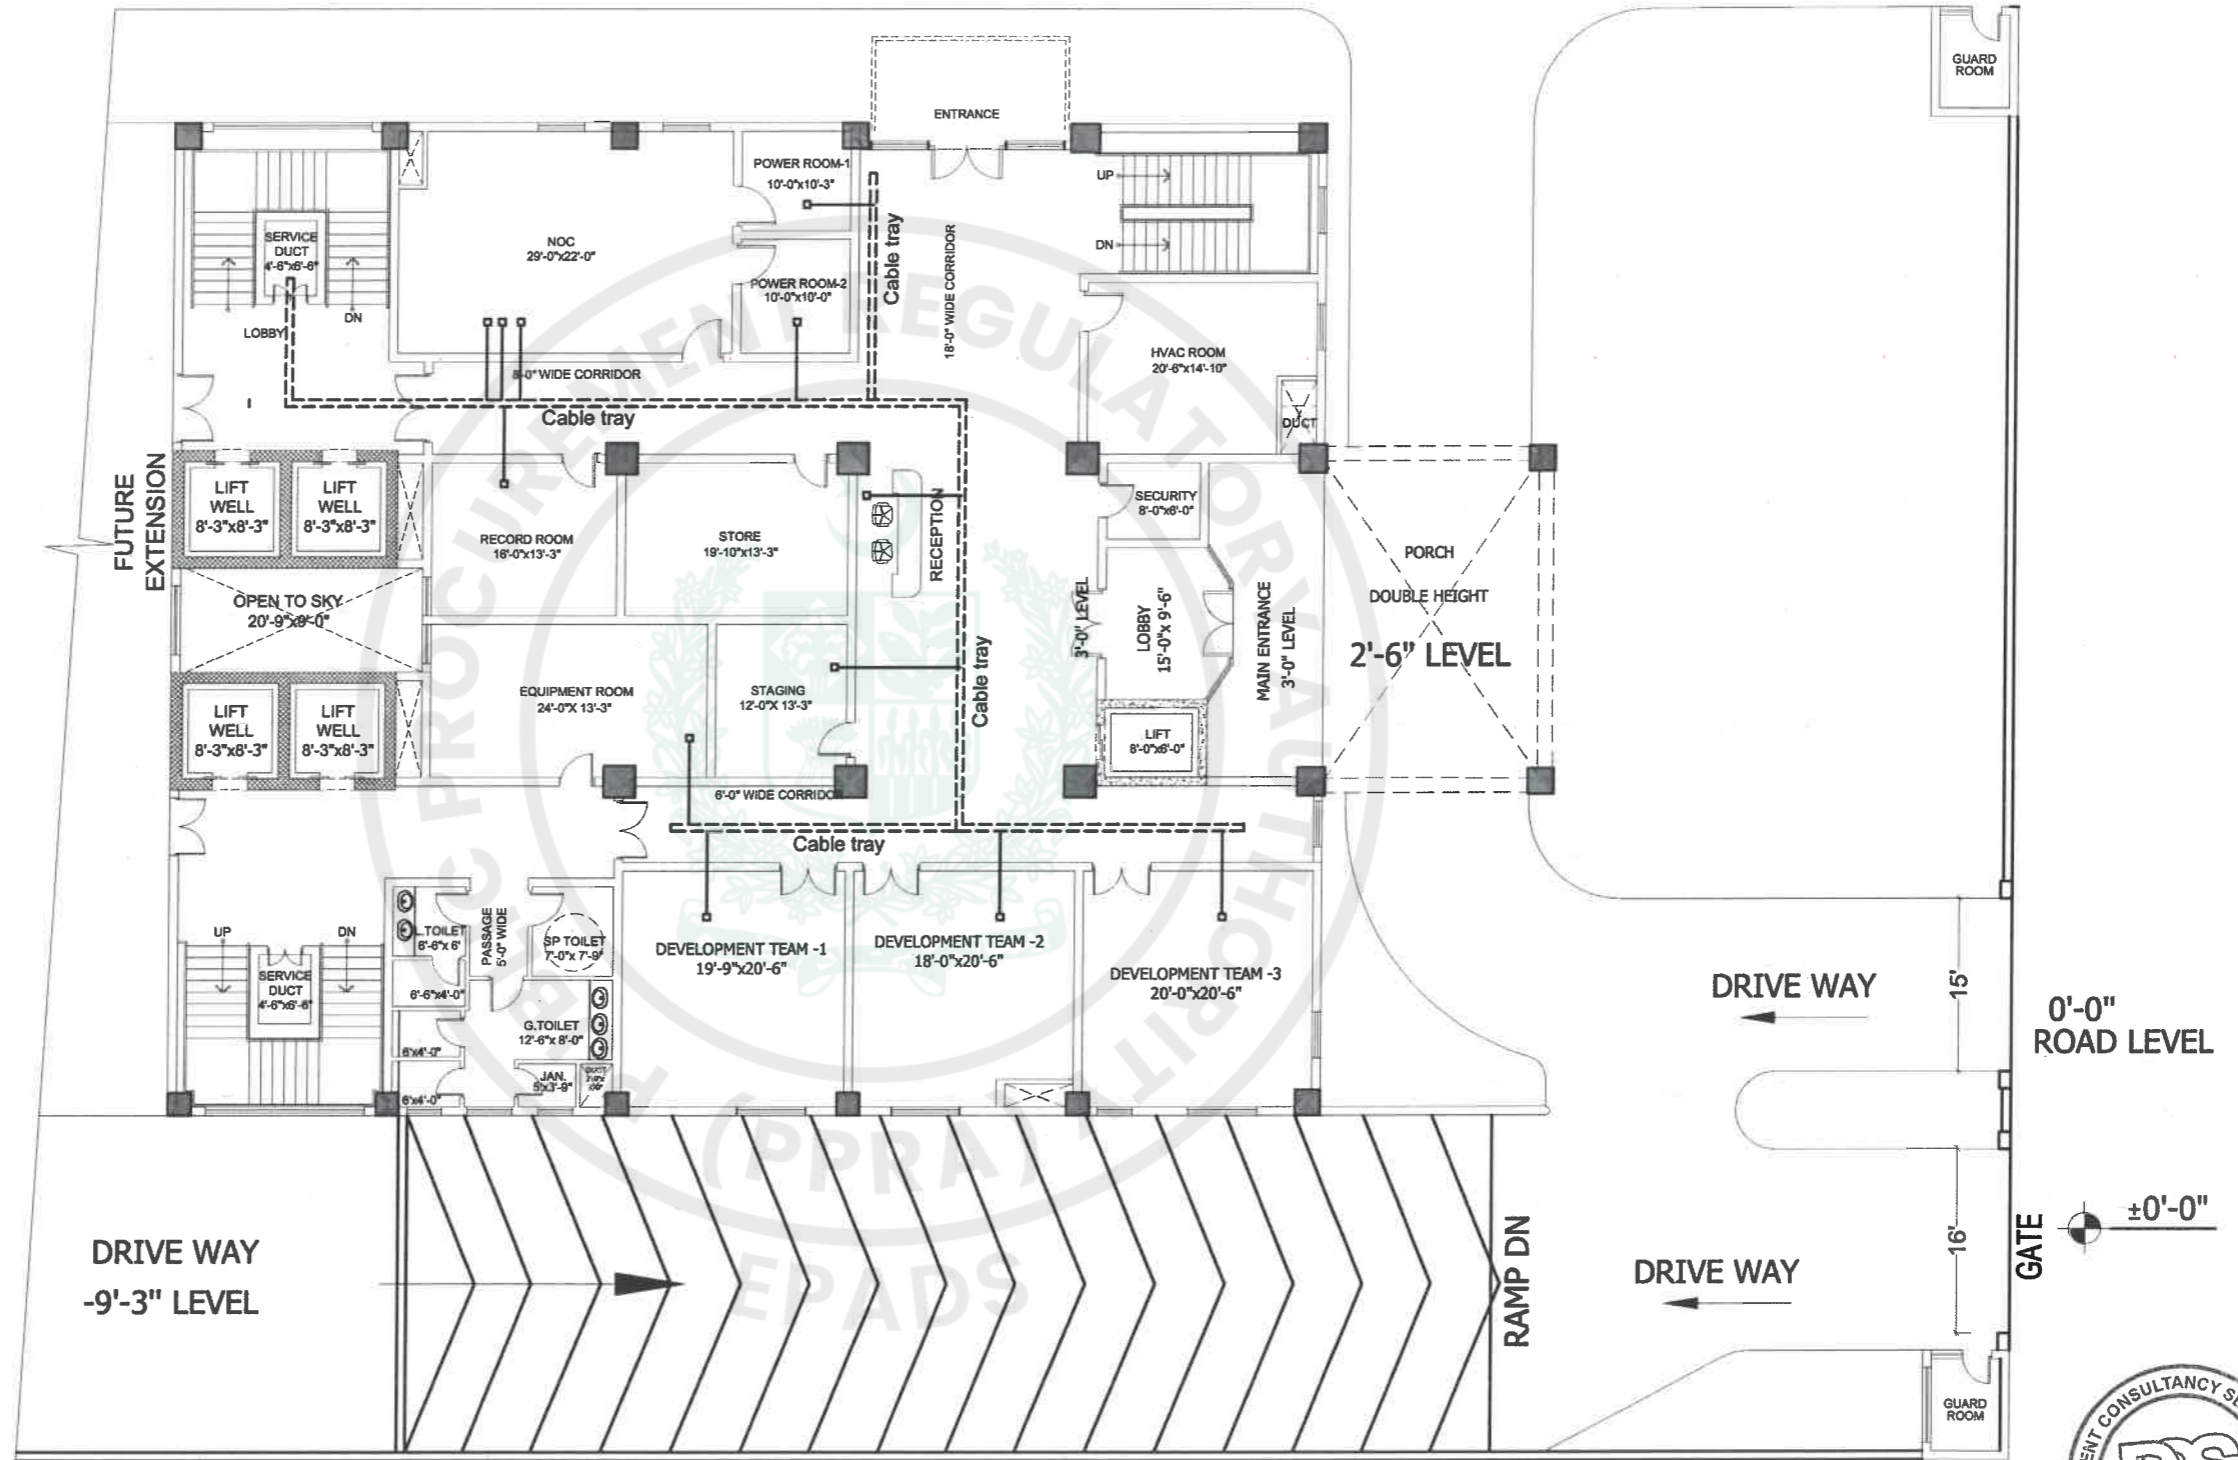 GUARD
ROOM
ENTRANCE
POWER ROOM-1
10'-0"x10'-3"
UP
DN
SERVICE
DUCT
4'-6"x6'-6"
NOC
29'-0"x22'-0"
POWER ROOM-2
10'-0"x10'-0"
Cable tray
18'-0" WIDE CORRIDOR
LOBBY
DN
8'-0" WIDE CORRIDOR
HVAC ROOM
20'-6"x14'-10"
DUCT
Cable tray
FUTURE
EXTENSION
LIFT
WELL
8'-3"x8'-3"
LIFT
WELL
8'-3"x8'-3"
RECORD ROOM
16'-0"x13'-3"
STORE
19'-10"x13'-3"
RECEPTION
SECURITY
8'-0"x6'-0"
PORCH
DOUBLE HEIGHT
2'-6" LEVEL
OPEN TO SKY
20'-9"x9'-0"
3'-0" LEVEL
LOBBY
15'-0"x 9'-6"
MAIN ENTRANCE
3'-0" LEVEL
LIFT
WELL
8'-3"x8'-3"
LIFT
WELL
8'-3"x8'-3"
EQUIPMENT ROOM
24'-0"X 13'-3"
STAGING
12'-0"X 13'-3"
Cable tray
LIFT
8'-0"x6'-0"
6'-0" WIDE CORRIDOR
Cable tray
UP
DN
SERVICE
DUCT
4'-6"x6'-6"
L.TOILET
6'-6"x 6'
PASSAGE
5'-0" WIDE
SP TOILET
7'-0"x 7'-9"
6'-6"x4'-0"
G.TOILET
12'-6"x 8'-0"
6'x4'-0"
JAN.
5'x3'-9"
DUCT
6'x4'-0"
DEVELOPMENT TEAM -1
19'-9"x20'-6"
DEVELOPMENT TEAM -2
18'-0"x20'-6"
DEVELOPMENT TEAM -3
20'-0"x20'-6"
DRIVE WAY
15'
0'-0"
ROAD LEVEL
DRIVE WAY
-9'-3" LEVEL
RAMP DN
DRIVE WAY
16'
GATE
±0'-0"
GUARD
ROOM
PUBLIC PROCUREMENT REGULATORY AUTHORITY
(PPRA)
EPADS
CONSULTANCY